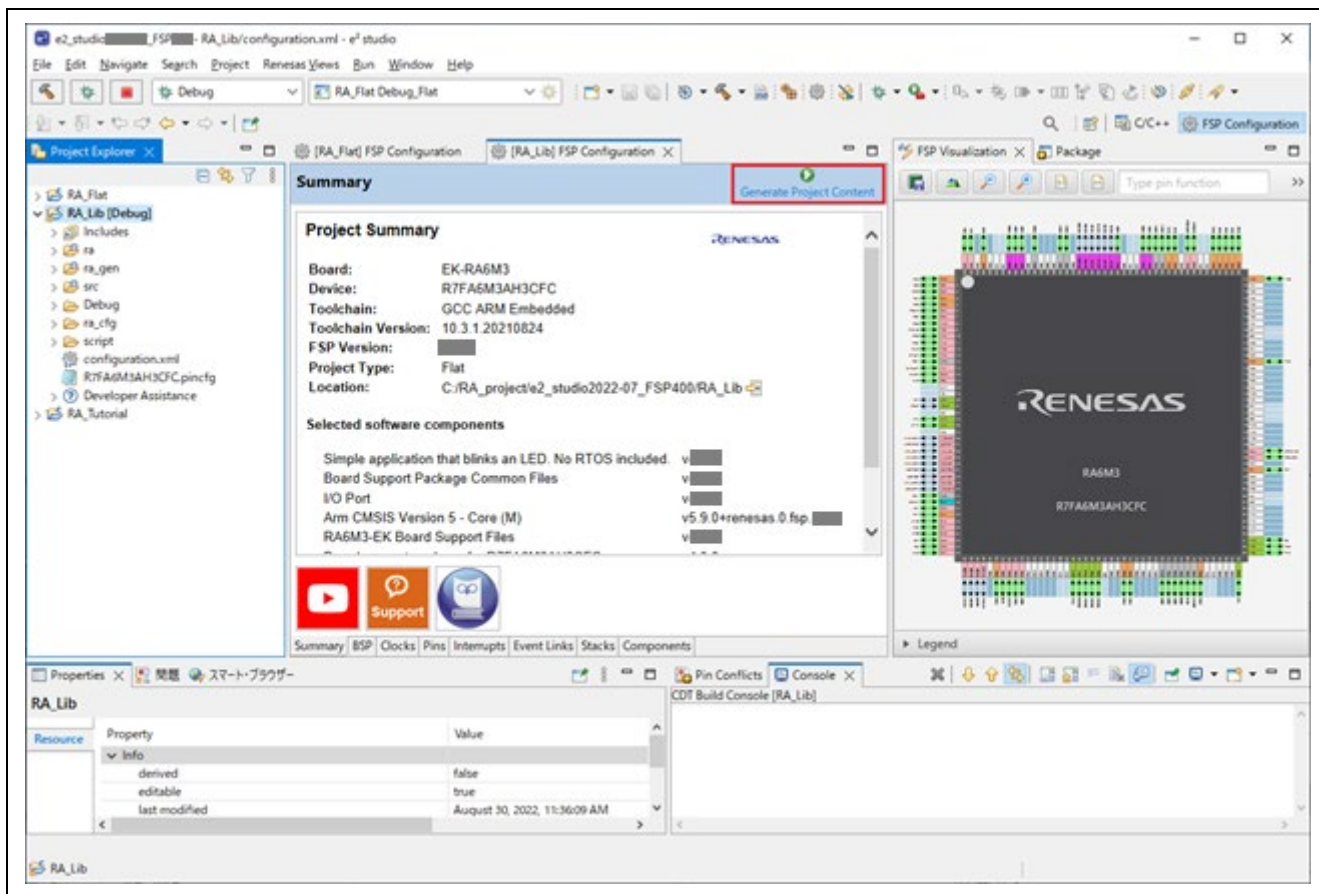 e2_studio _FSP - RA_Lib/configuration.xml - e² studio
File Edit Navigate Search Project Renesas Views Run Window Help
Debug RA_Flat Debug_Flat
C/C++ FSP Configuration
Project Explorer [RA_Flat] FSP Configuration [RA_Lib] FSP Configuration FSP Visualization Package
Summary Generate Project Content Type pin function
RA_Flat
RA_Lib [Debug]
Includes
ra
ra_gen
src
Debug
ra_cfg
script
configuration.xml
R7FA6M3AH3CFC.pincfg
Developer Assistance
RA_Tutorial
Project Summary RENESAS
Board: EK-RA6M3
Device: R7FA6M3AH3CFC
Toolchain: GCC ARM Embedded
Toolchain Version: 10.3.1.20210824
FSP Version:
Project Type: Flat
Location: C:/RA_project/e2_studio2022-07_FSP400/RA_Lib
Selected software components
Simple application that blinks an LED. No RTOS included. v
Board Support Package Common Files v
I/O Port v
Arm CMSIS Version 5 - Core (M) v5.9.0+renesas.0.fsp.
RA6M3-EK Board Support Files v
Support
Summary BSP Clocks Pins Interrupts Event Links Stacks Components
RENESAS
RA6M3
R7FA6M3AH3CFC
Legend
Properties 問題 スマート・ブラウザー Pin Conflicts Console
RA_Lib
CDT Build Console [RA_Lib]
Resource
Property Value
Info
derived false
editable true
last modified August 30, 2022, 11:36:09 AM
RA_Lib